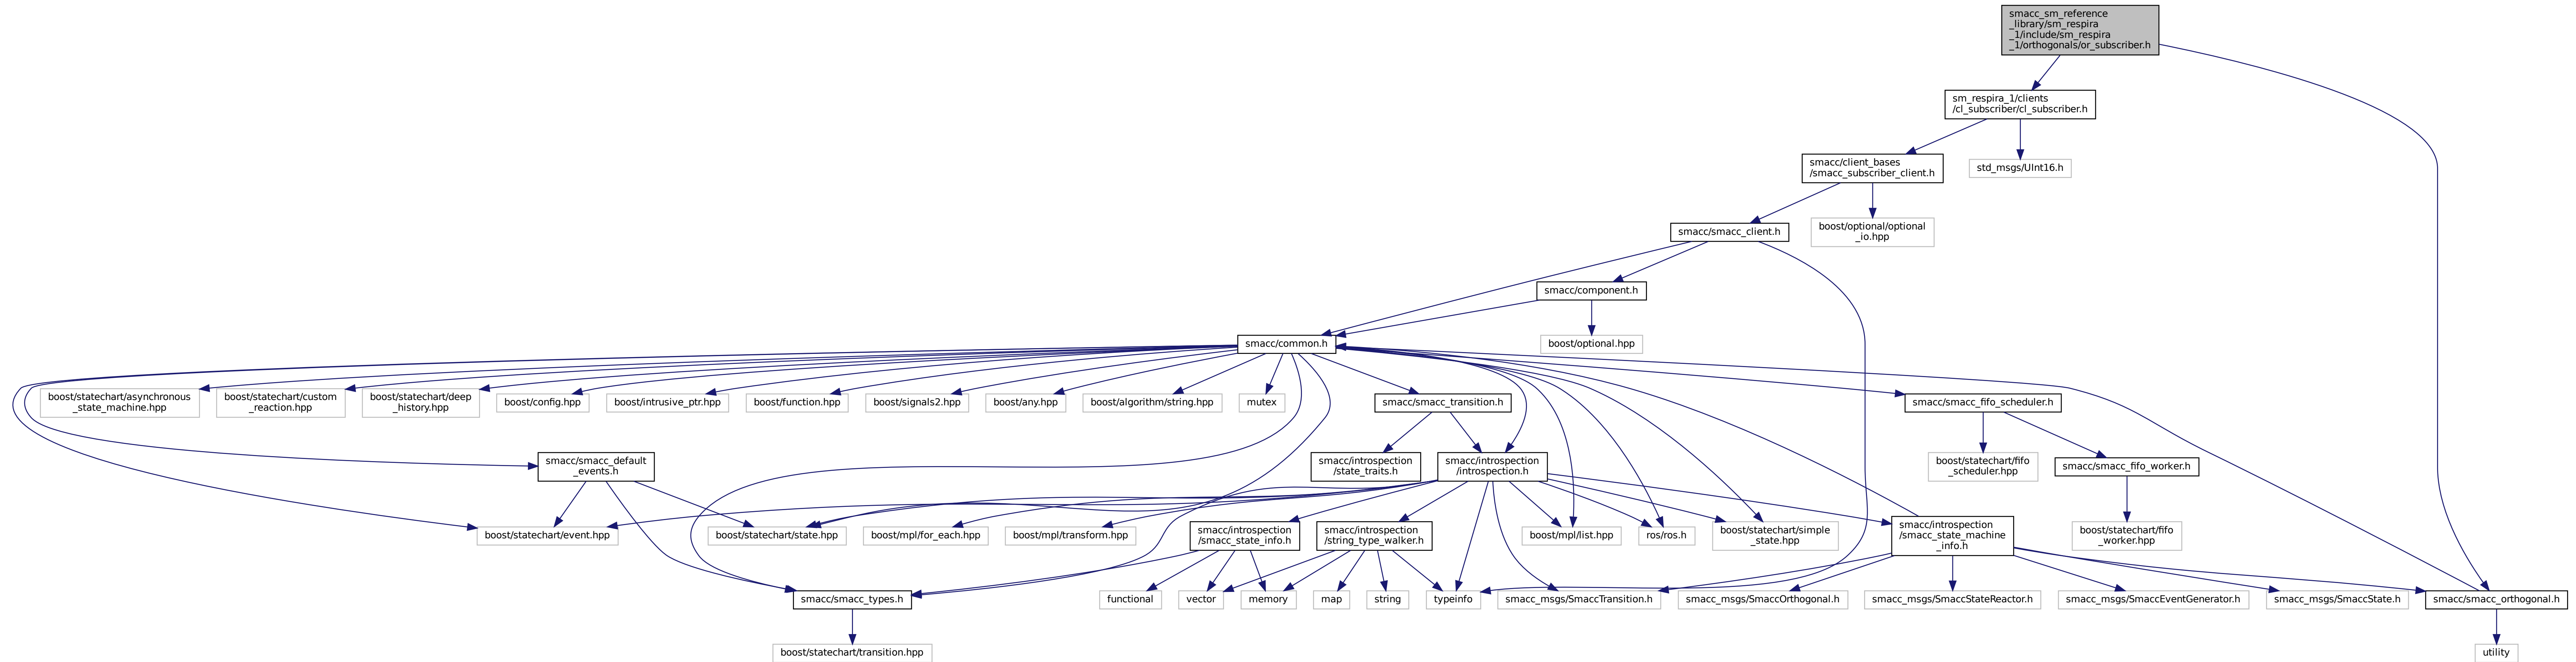 smacc_sm_reference
_library/sm_respira
_1/include/sm_respira
_1/orthogonals/or_subscriber.h
sm_respira_1/clients
/cl_subscriber/cl_subscriber.h
smacc/client_bases
/smacc_subscriber_client.h
std_msgs/UInt16.h
smacc/smacc_client.h
boost/optional/optional
_io.hpp
smacc/component.h
smacc/common.h
boost/optional.hpp
boost/statechart/asynchronous
_state_machine.hpp
boost/statechart/custom
_reaction.hpp
boost/statechart/deep
_history.hpp
boost/config.hpp
boost/intrusive_ptr.hpp
boost/function.hpp
boost/signals2.hpp
boost/any.hpp
boost/algorithm/string.hpp
mutex
smacc/smacc_transition.h
smacc/smacc_fifo_scheduler.h
smacc/smacc_default
_events.h
smacc/introspection
/state_traits.h
smacc/introspection
/introspection.h
boost/statechart/fifo
_scheduler.hpp
smacc/smacc_fifo_worker.h
boost/statechart/event.hpp
boost/statechart/state.hpp
boost/mpl/for_each.hpp
boost/mpl/transform.hpp
smacc/introspection
/smacc_state_info.h
smacc/introspection
/string_type_walker.h
boost/mpl/list.hpp
ros/ros.h
boost/statechart/simple
_state.hpp
smacc/introspection
/smacc_state_machine
_info.h
boost/statechart/fifo
_worker.hpp
smacc/smacc_types.h
functional
vector
memory
map
string
typeinfo
smacc_msgs/SmaccTransition.h
smacc_msgs/SmaccOrthogonal.h
smacc_msgs/SmaccStateReactor.h
smacc_msgs/SmaccEventGenerator.h
smacc_msgs/SmaccState.h
smacc/smacc_orthogonal.h
boost/statechart/transition.hpp
utility